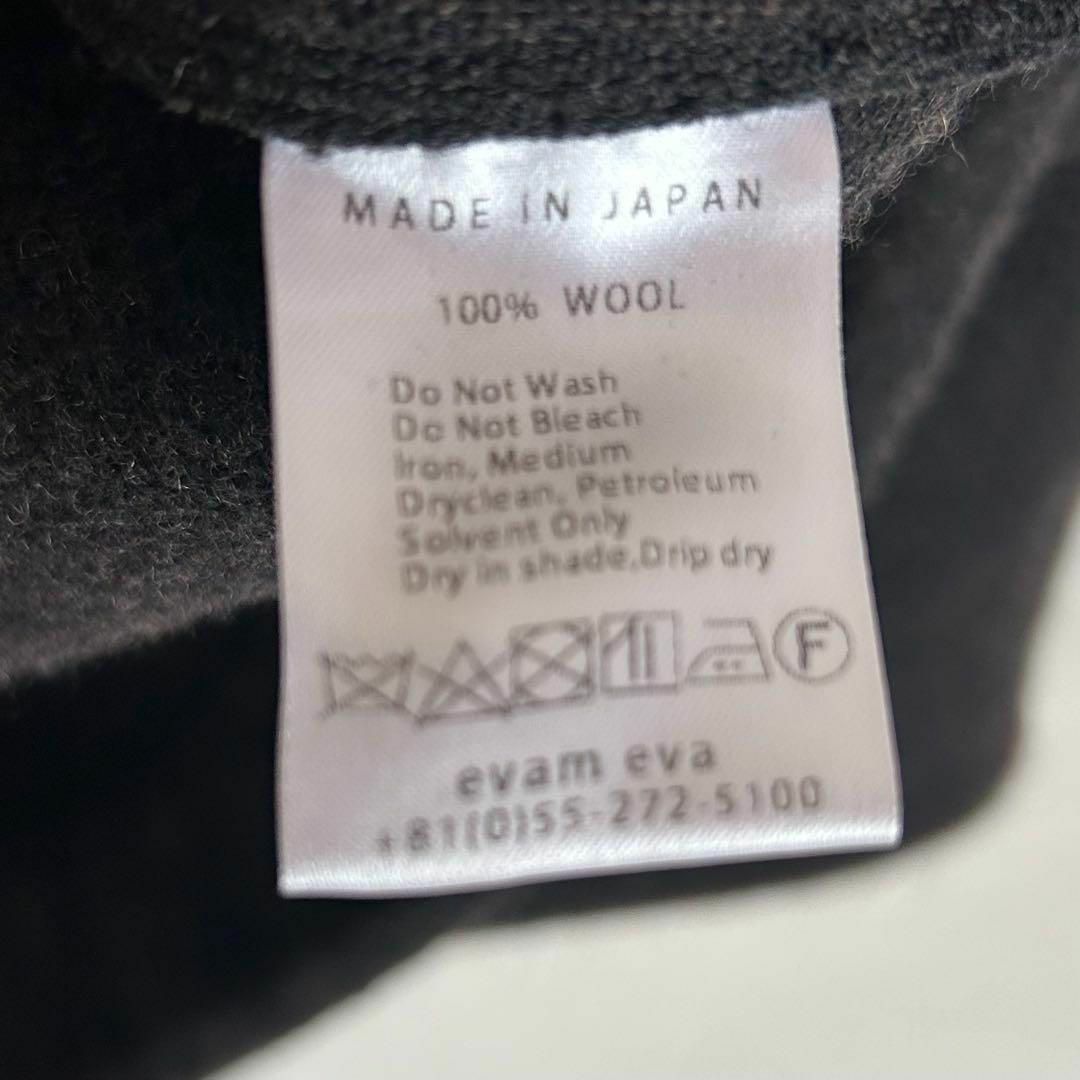 MADE IN JAPAN
100% WOOL
Do Not Wash
Do Not Bleach
Iron, Medium
Dryclean, Petroleum
Solvent Only
Dry in shade,Drip dry
F
evam eva
+81(0)55-272-5100